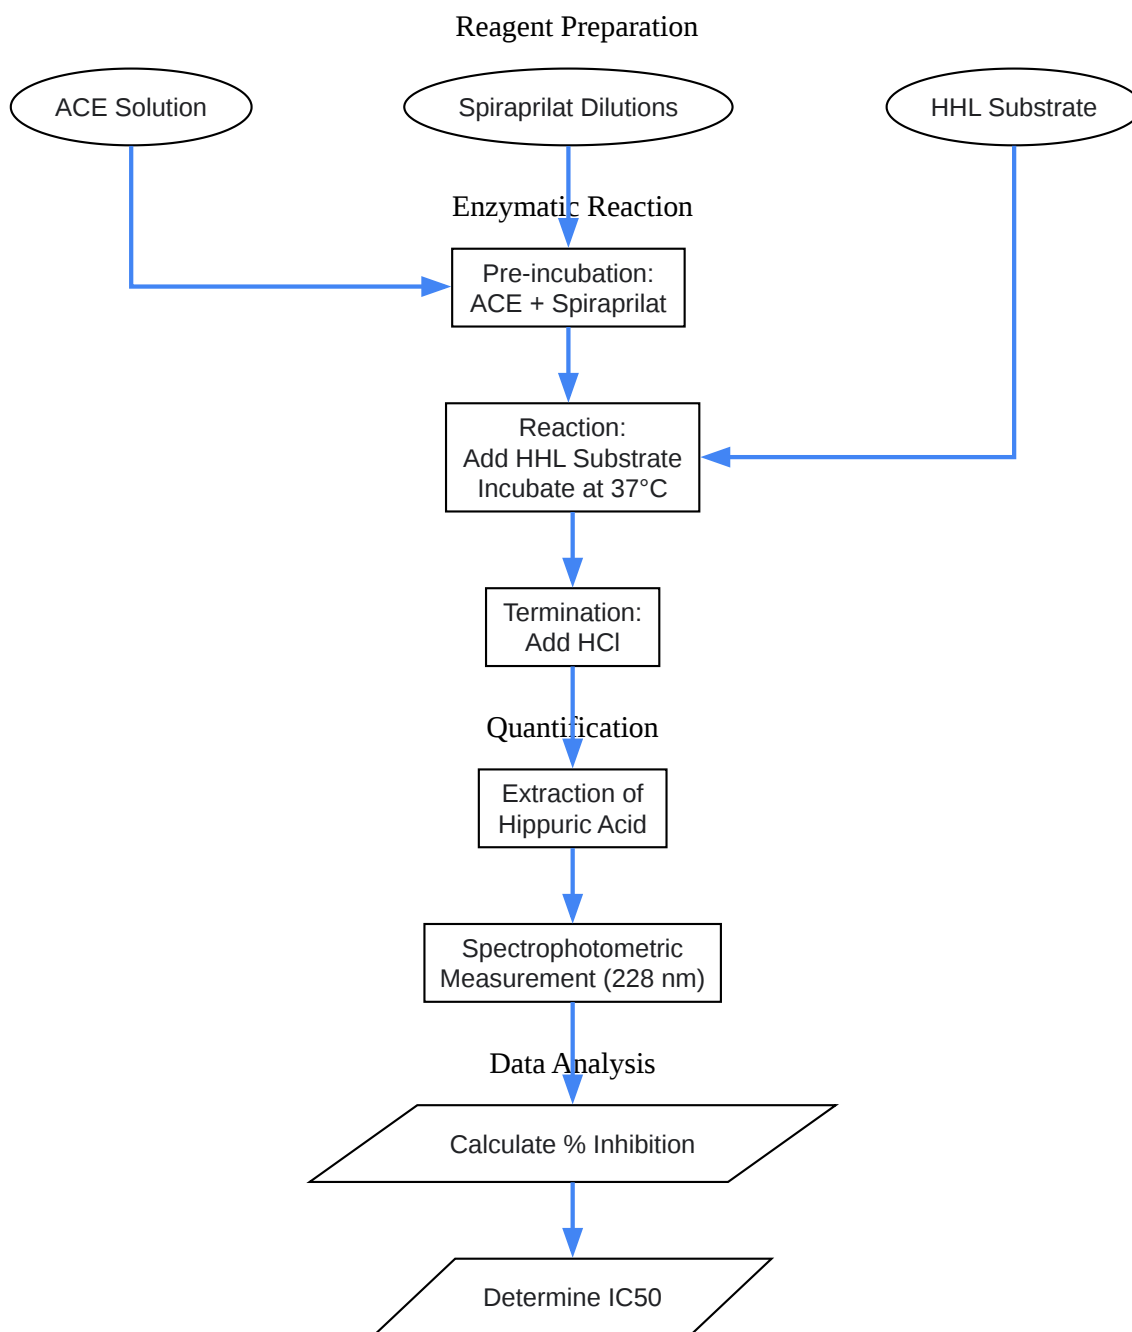 Reagent Preparation
ACE Solution
Spiraprilat Dilutions
HHL Substrate
Enzymatic Reaction
Pre-incubation:
ACE + Spiraprilat
Reaction:
Add HHL Substrate
Incubate at 37°C
Termination:
Add HCl
Quantification
Extraction of
Hippuric Acid
Spectrophotometric
Measurement (228 nm)
Data Analysis
Calculate % Inhibition
Determine IC50